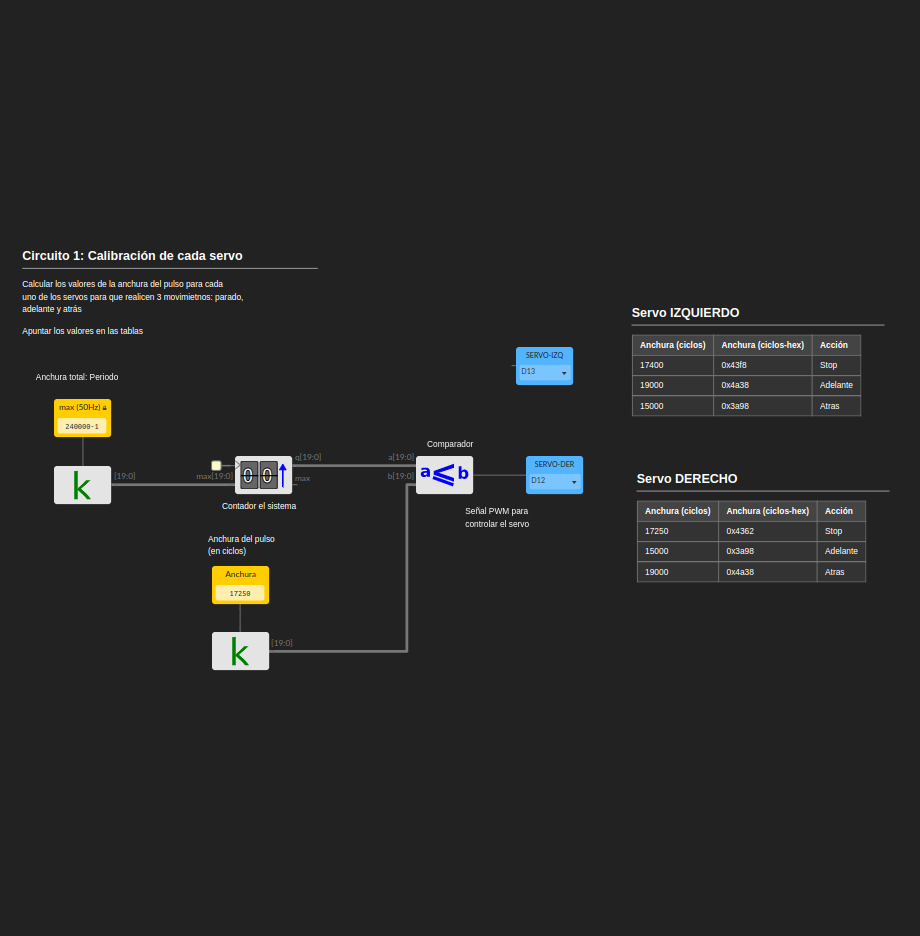 Circuito 1: Calibración de cada servo
Calcular los valores de la anchura del pulso para cada
uno de los servos para que realicen 3 movimietnos: parado,
adelante y atrás
Apuntar los valores en las tablas
Anchura total: Periodo
max (50Hz)
240000-1
k
[19:0]
max[19:0]
0 0
q[19:0]
max
Contador el sistema
Anchura del pulso
(en ciclos)
Anchura
17250
k
[19:0]
Comparador
a[19:0]
b[19:0]
a⩽b
SERVO-IZQ
D13
SERVO-DER
D12
Señal PWM para
controlar el servo
Servo IZQUIERDO
Anchura (ciclos) Anchura (ciclos-hex) Acción
17400 0x43f8 Stop
19000 0x4a38 Adelante
15000 0x3a98 Atras
Servo DERECHO
Anchura (ciclos) Anchura (ciclos-hex) Acción
17250 0x4362 Stop
15000 0x3a98 Adelante
19000 0x4a38 Atras